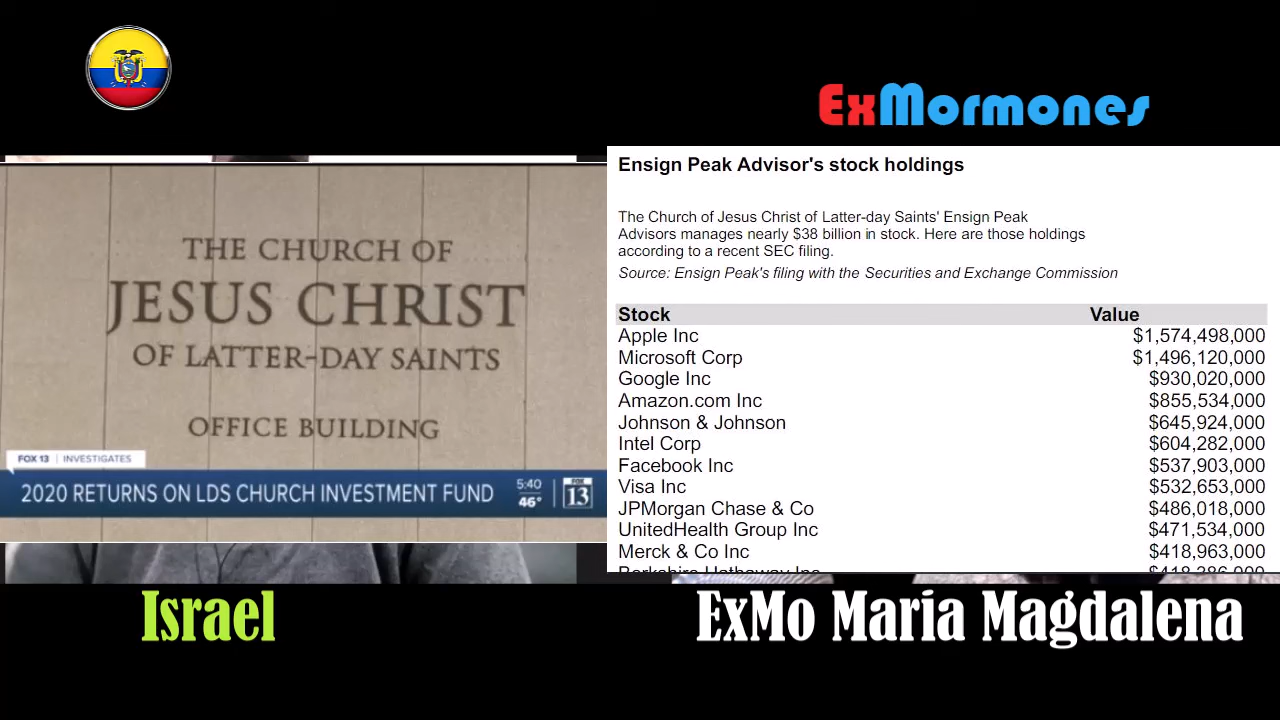 ExMormones
THE CHURCH OF
JESUS CHRIST
OF LATTER-DAY SAINTS
OFFICE BUILDING
FOX 13 | INVESTIGATES
2020 RETURNS ON LDS CHURCH INVESTMENT FUND
5:40
46°
FOX
13
Ensign Peak Advisor's stock holdings
The Church of Jesus Christ of Latter-day Saints' Ensign Peak
Advisors manages nearly $38 billion in stock. Here are those holdings
according to a recent SEC filing.
Source: Ensign Peak's filing with the Securities and Exchange Commission
Stock Value
Apple Inc $1,574,498,000
Microsoft Corp $1,496,120,000
Google Inc $930,020,000
Amazon.com Inc $855,534,000
Johnson & Johnson $645,924,000
Intel Corp $604,282,000
Facebook Inc $537,903,000
Visa Inc $532,653,000
JPMorgan Chase & Co $486,018,000
UnitedHealth Group Inc $471,534,000
Merck & Co Inc $418,963,000
Berkshire Hathaway Inc $418,386,000
Israel
ExMo Maria Magdalena